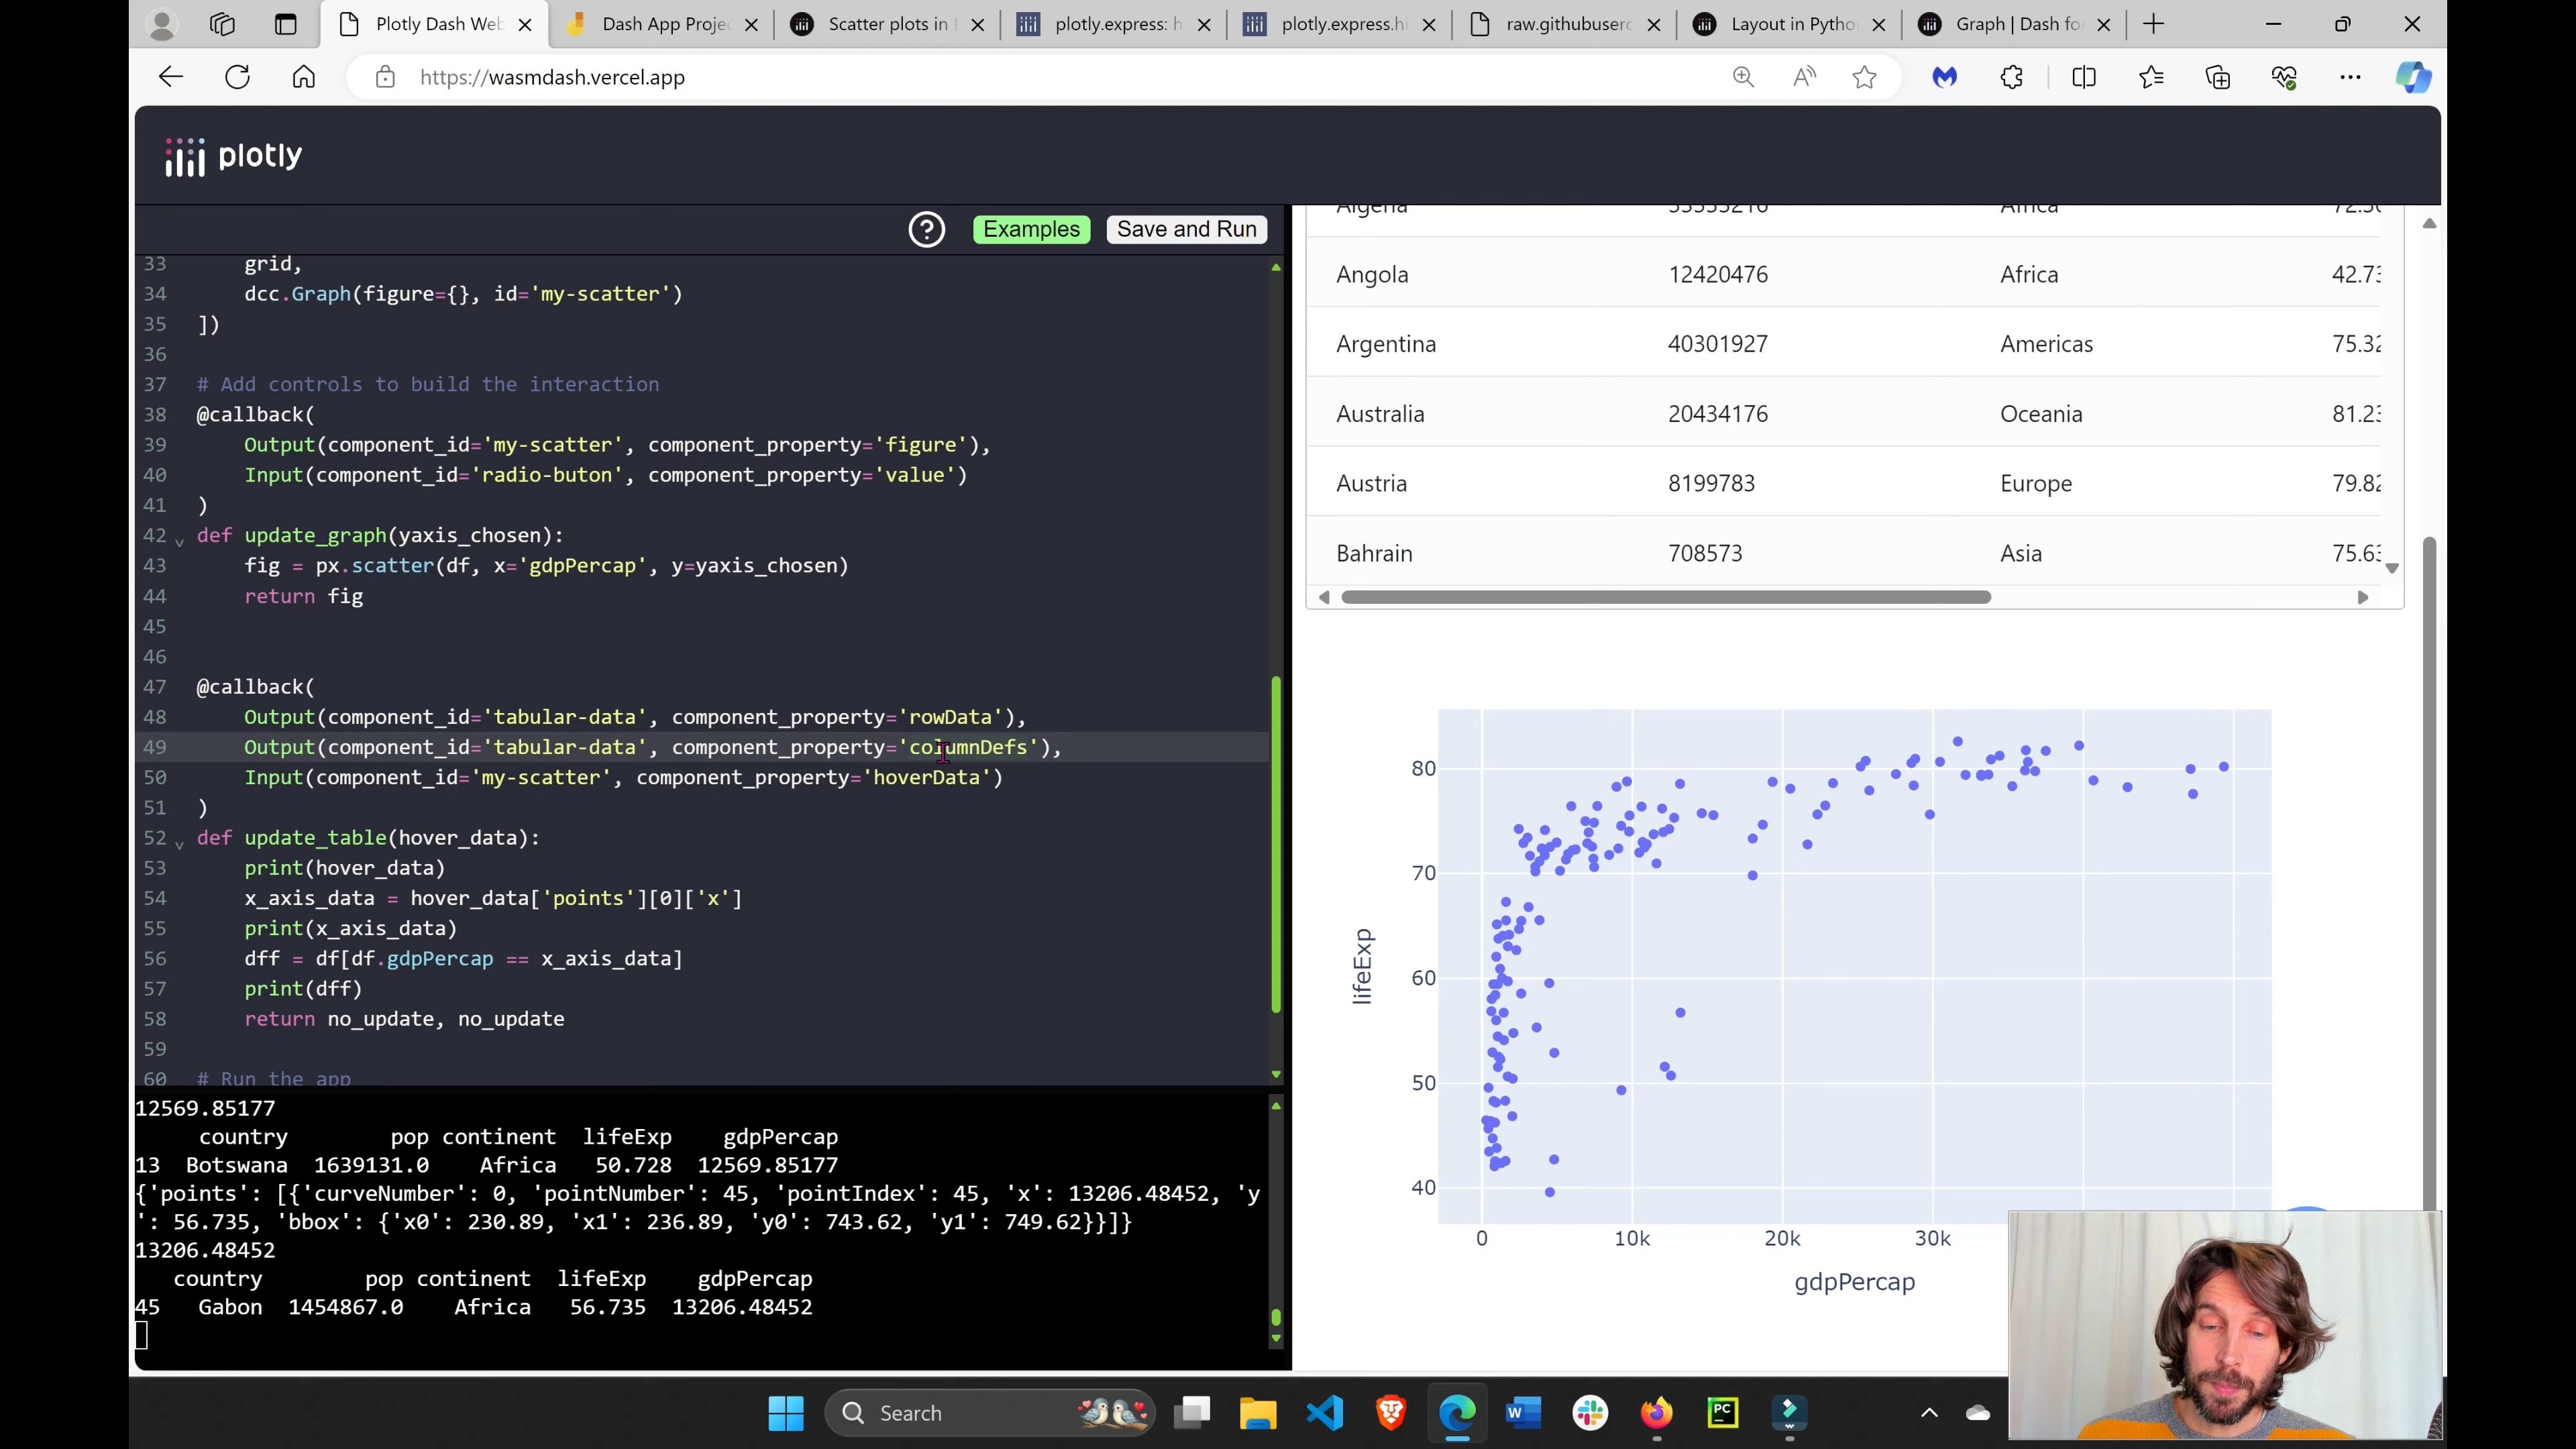 Plotly Dash Web
Dash App Proje
Scatter plots in
plotly.express: h
plotly.express.hi
raw.githubuserc
Layout in Pytho
Graph | Dash fo
https://wasmdash.vercel.app
plotly
? Examples Save and Run
33 grid,
34 dcc.Graph(figure={}, id='my-scatter')
35 ])
36
37 # Add controls to build the interaction
38 @callback(
39 Output(component_id='my-scatter', component_property='figure'),
40 Input(component_id='radio-buton', component_property='value')
41 )
42 def update_graph(yaxis_chosen):
43 fig = px.scatter(df, x='gdpPercap', y=yaxis_chosen)
44 return fig
45
46
47 @callback(
48 Output(component_id='tabular-data', component_property='rowData'),
49 Output(component_id='tabular-data', component_property='columnDefs'),
50 Input(component_id='my-scatter', component_property='hoverData')
51 )
52 def update_table(hover_data):
53 print(hover_data)
54 x_axis_data = hover_data['points'][0]['x']
55 print(x_axis_data)
56 dff = df[df.gdpPercap == x_axis_data]
57 print(dff)
58 return no_update, no_update
59
60 # Run the app
12569.85177
country pop continent lifeExp gdpPercap
13 Botswana 1639131.0 Africa 50.728 12569.85177
{'points': [{'curveNumber': 0, 'pointNumber': 45, 'pointIndex': 45, 'x': 13206.48452, 'y
': 56.735, 'bbox': {'x0': 230.89, 'x1': 236.89, 'y0': 743.62, 'y1': 749.62}}]}
13206.48452
country pop continent lifeExp gdpPercap
45 Gabon 1454867.0 Africa 56.735 13206.48452
Algeria 33333216 Africa
Angola 12420476 Africa 42.73
Argentina 40301927 Americas 75.32
Australia 20434176 Oceania 81.23
Austria 8199783 Europe 79.82
Bahrain 708573 Asia 75.63
80
70
60
50
40
lifeExp
0 10k 20k 30k
gdpPercap
Search
PC